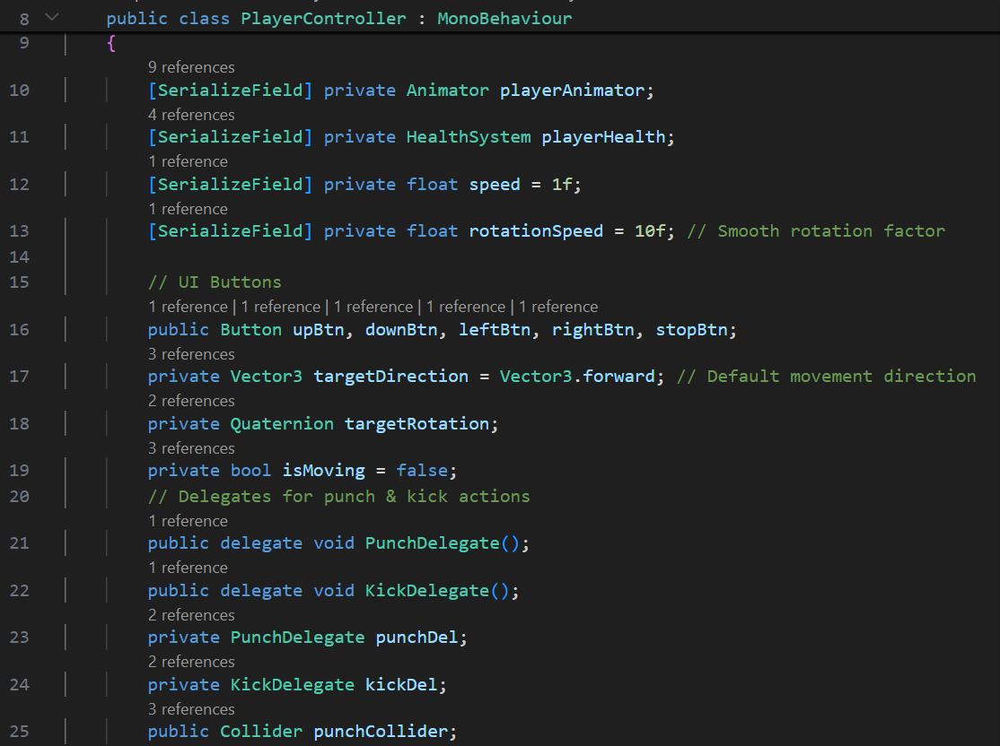 8 public class PlayerController : MonoBehaviour
9 {
9 references
10 [SerializeField] private Animator playerAnimator;
4 references
11 [SerializeField] private HealthSystem playerHealth;
1 reference
12 [SerializeField] private float speed = 1f;
1 reference
13 [SerializeField] private float rotationSpeed = 10f; // Smooth rotation factor
14
15 // UI Buttons
1 reference | 1 reference | 1 reference | 1 reference | 1 reference
16 public Button upBtn, downBtn, leftBtn, rightBtn, stopBtn;
3 references
17 private Vector3 targetDirection = Vector3.forward; // Default movement direction
2 references
18 private Quaternion targetRotation;
3 references
19 private bool isMoving = false;
20 // Delegates for punch & kick actions
1 reference
21 public delegate void PunchDelegate();
1 reference
22 public delegate void KickDelegate();
2 references
23 private PunchDelegate punchDel;
2 references
24 private KickDelegate kickDel;
3 references
25 public Collider punchCollider;